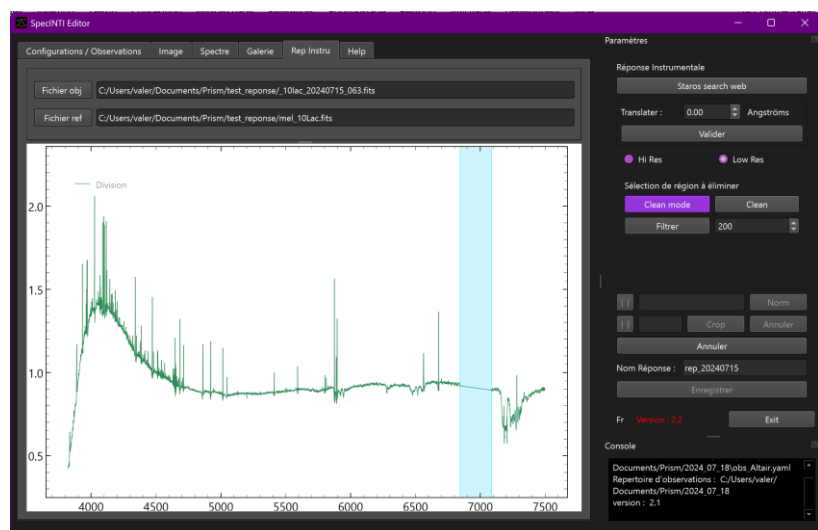 SpecINTI Editor
Configurations / Observations Image Spectre Galerie Rep Instru Help
Fichier obj C:/Users/valer/Documents/Prism/test_reponse/_10lac_20240715_063.fits
Fichier ref C:/Users/valer/Documents/Prism/test_reponse/mel_10Lac.fits
Division
2.0
1.5
1.0
0.5
4000 4500 5000 5500 6000 6500 7000 7500
Paramètres
Réponse Instrumentale
Staros search web
Translater : 0.00 Angströms
Valider
Hi Res Low Res
Sélection de région à éliminer
Clean mode Clean
Filtrer 200
[ ] Norm
[ ] Crop Annuler
Annuler
Nom Réponse : rep_20240715
Enregistrer
Fr Version : 2.2 Exit
Console
Documents/Prism/2024_07_18\obs_Altair.yaml
Repertoire d'observations : C:/Users/valer/
Documents/Prism/2024_07_18
version : 2.1